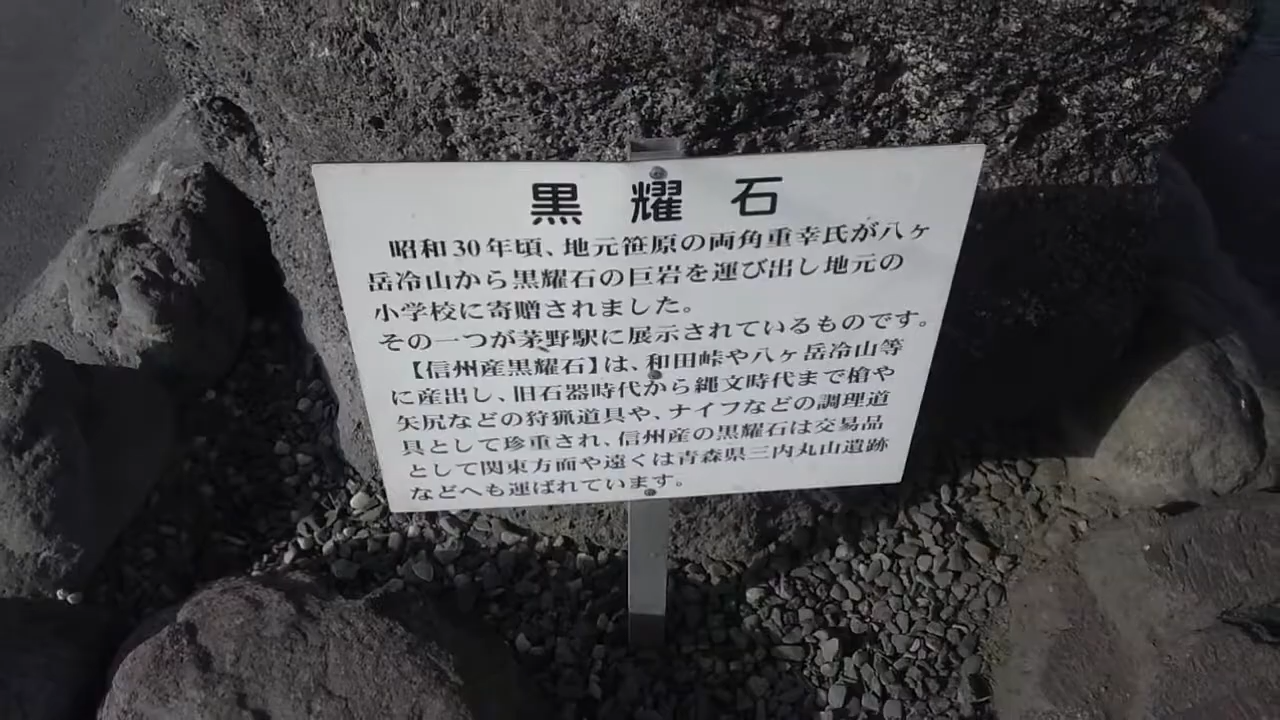 黒耀石
昭和30年頃、地元笹原の両角重幸氏が八ヶ
岳冷山から黒耀石の巨岩を運び出し地元の
小学校に寄贈されました。
その一つが茅野駅に展示されているものです。
【信州産黒耀石】は、和田峠や八ヶ岳冷山等
に産出し、旧石器時代から縄文時代まで槍や
矢尻などの狩猟道具や、ナイフなどの調理道
具として珍重され、信州産の黒耀石は交易品
として関東方面や遠くは青森県三内丸山遺跡
などへも運ばれています。